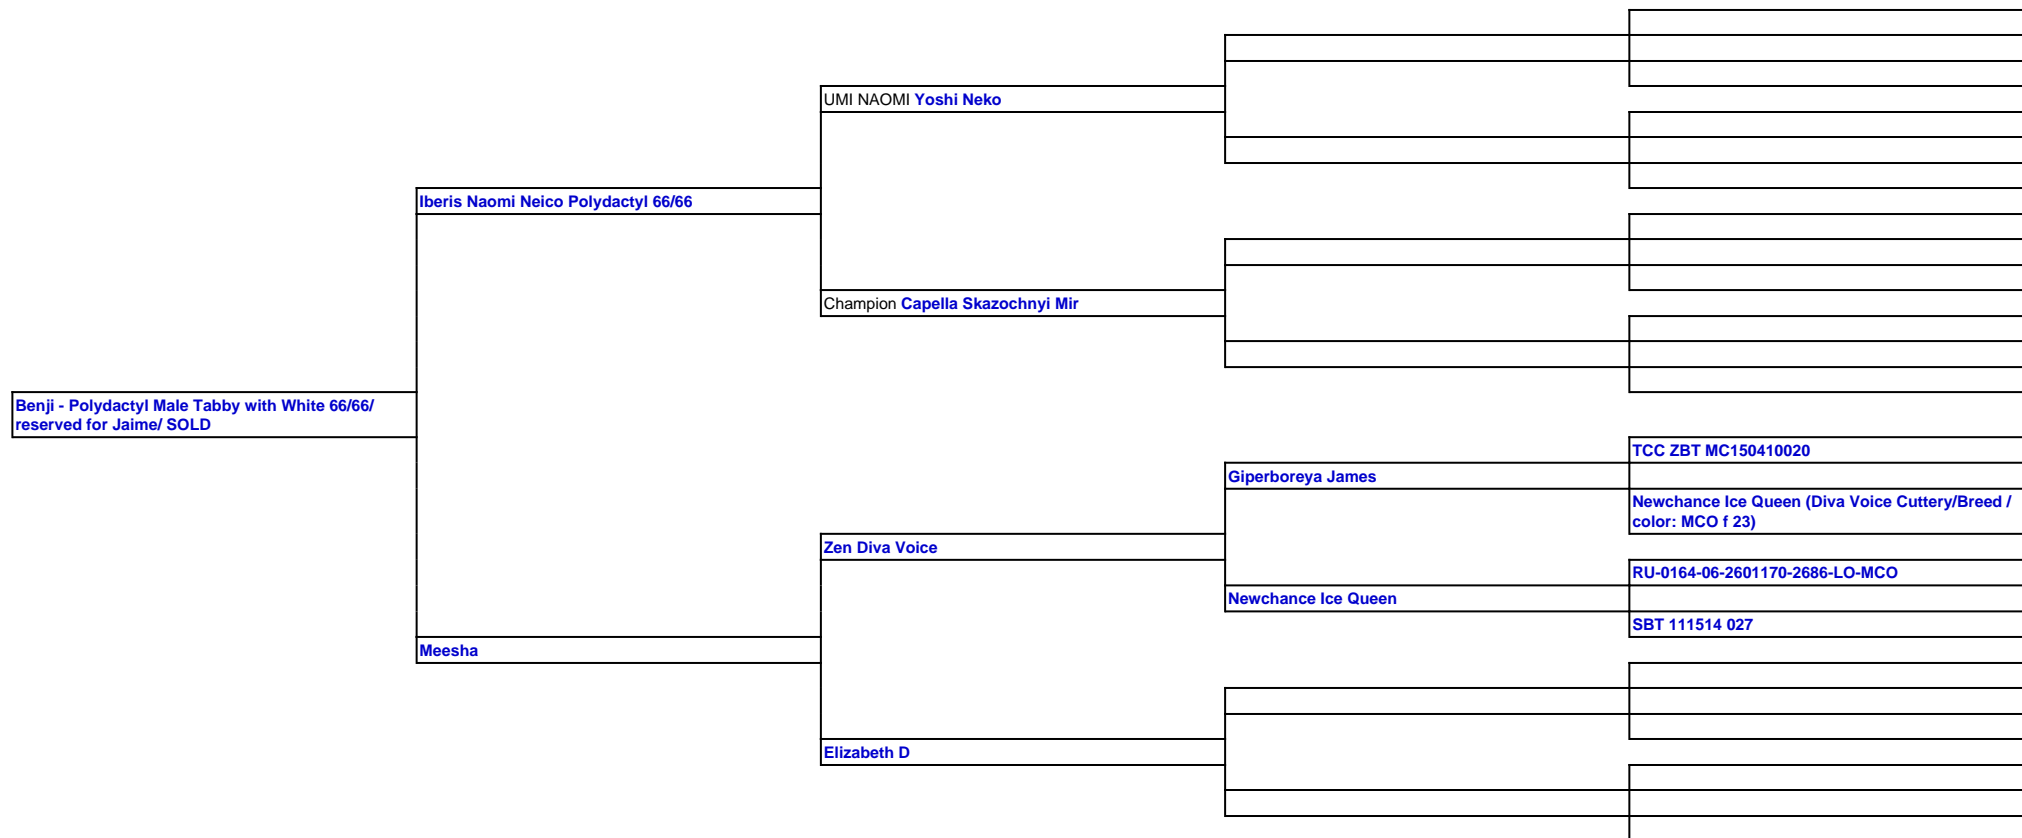 UMI NAOMI Yoshi Neko
Iberis Naomi Neico Polydactyl 66/66
Champion Capella Skazochnyi Mir
Benji - Polydactyl Male Tabby with White 66/66/
reserved for Jaime/ SOLD
TCC ZBT MC150410020
Giperboreya James
Newchance Ice Queen (Diva Voice Cuttery/Breed /
color: MCO f 23)
Zen Diva Voice
RU-0164-06-2601170-2686-LO-MCO
Newchance Ice Queen
SBT 111514 027
Meesha
Elizabeth D